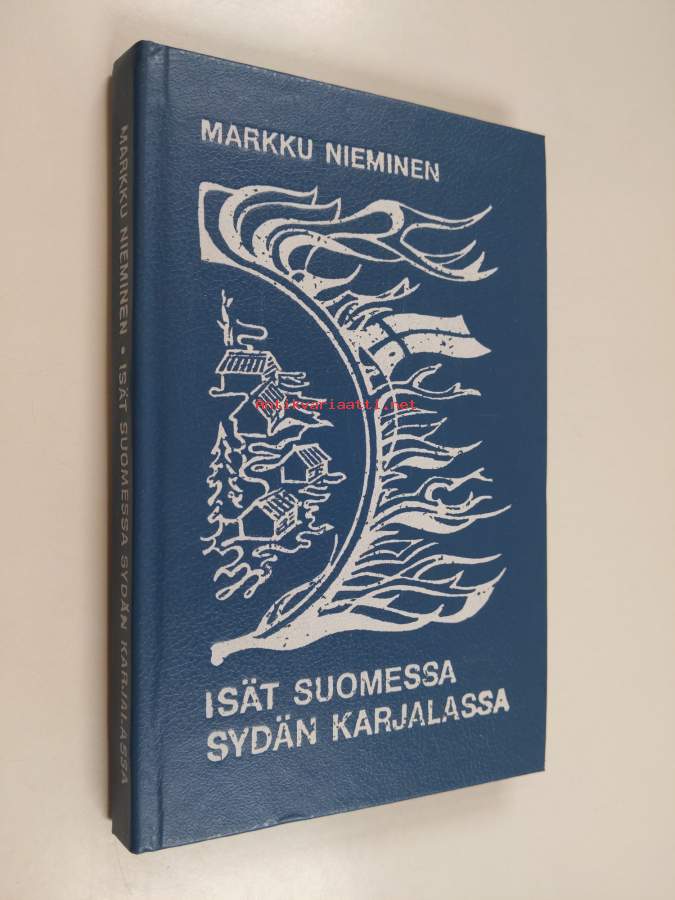 MARKKU NIEMINEN
ISÄT SUOMESSA
SYDÄN KARJALASSA
MARKKU NIEMINEN • ISÄT SUOMESSA SYDÄN KARJALASSA
Antikvariaatti.net